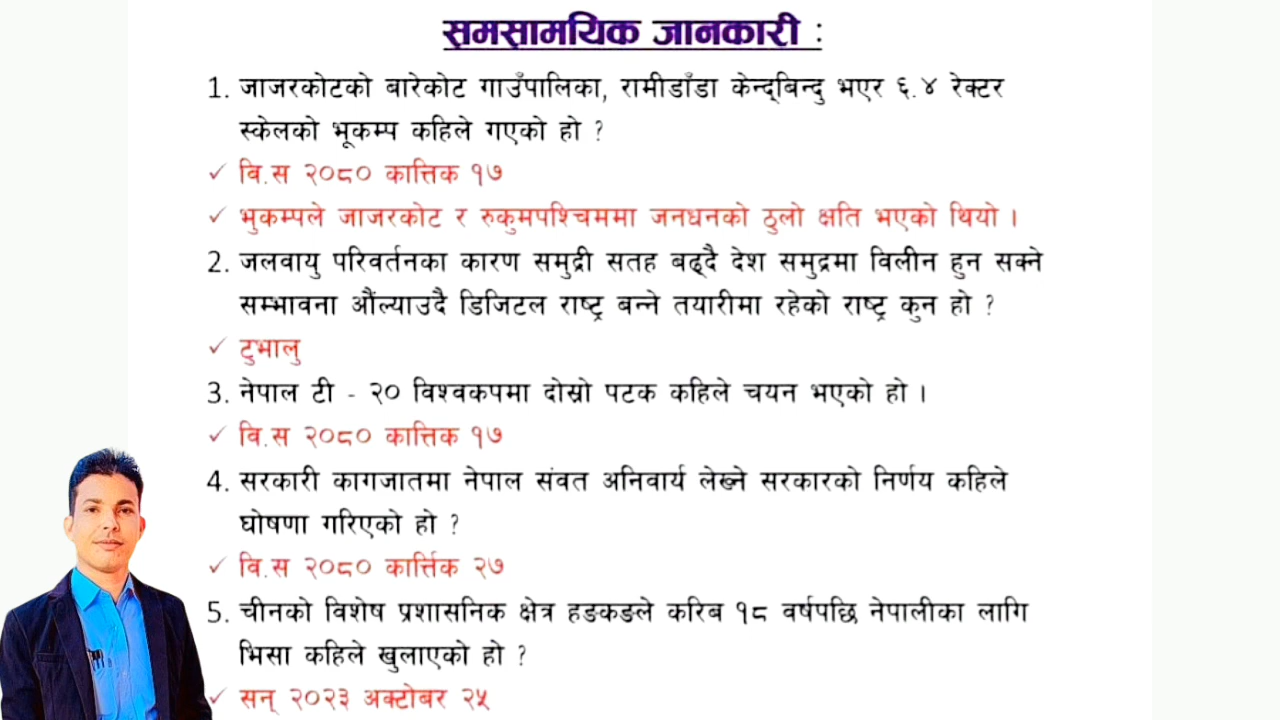 समसामयिक जानकारी :
1. जाजरकोटको बारेकोट गाउँपालिका, रामीडाँडा केन्द्बिन्दु भएर ६.४ रेक्टर
स्केलको भूकम्प कहिले गएको हो ?
✓ बि.स २०८० कात्तिक १७
✓ भुकम्पले जाजरकोट र रुकुमपश्चिममा जनधनको ठुलो क्षति भएको थियो ।
2. जलवायु परिवर्तनका कारण समुद्री सतह बढ्दै देश समुद्रमा विलीन हुन सक्ने
सम्भावना औंल्याउदै डिजिटल राष्ट्र बन्ने तयारीमा रहेको राष्ट्र कुन हो ?
✓ टुभालु
3. नेपाल टी - २० विश्वकपमा दोस्रो पटक कहिले चयन भएको हो ।
✓ बि.स २०८० कात्तिक १७
4. सरकारी कागजातमा नेपाल संवत अनिवार्य लेख्ने सरकारको निर्णय कहिले
घोषणा गरिएको हो ?
✓ बि.स २०८० कार्त्तिक २७
5. चीनको विशेष प्रशासनिक क्षेत्र हङकङले करिब १८ वर्षपछि नेपालीका लागि
भिसा कहिले खुलाएको हो ?
✓ सन् २०२३ अक्टोबर २५